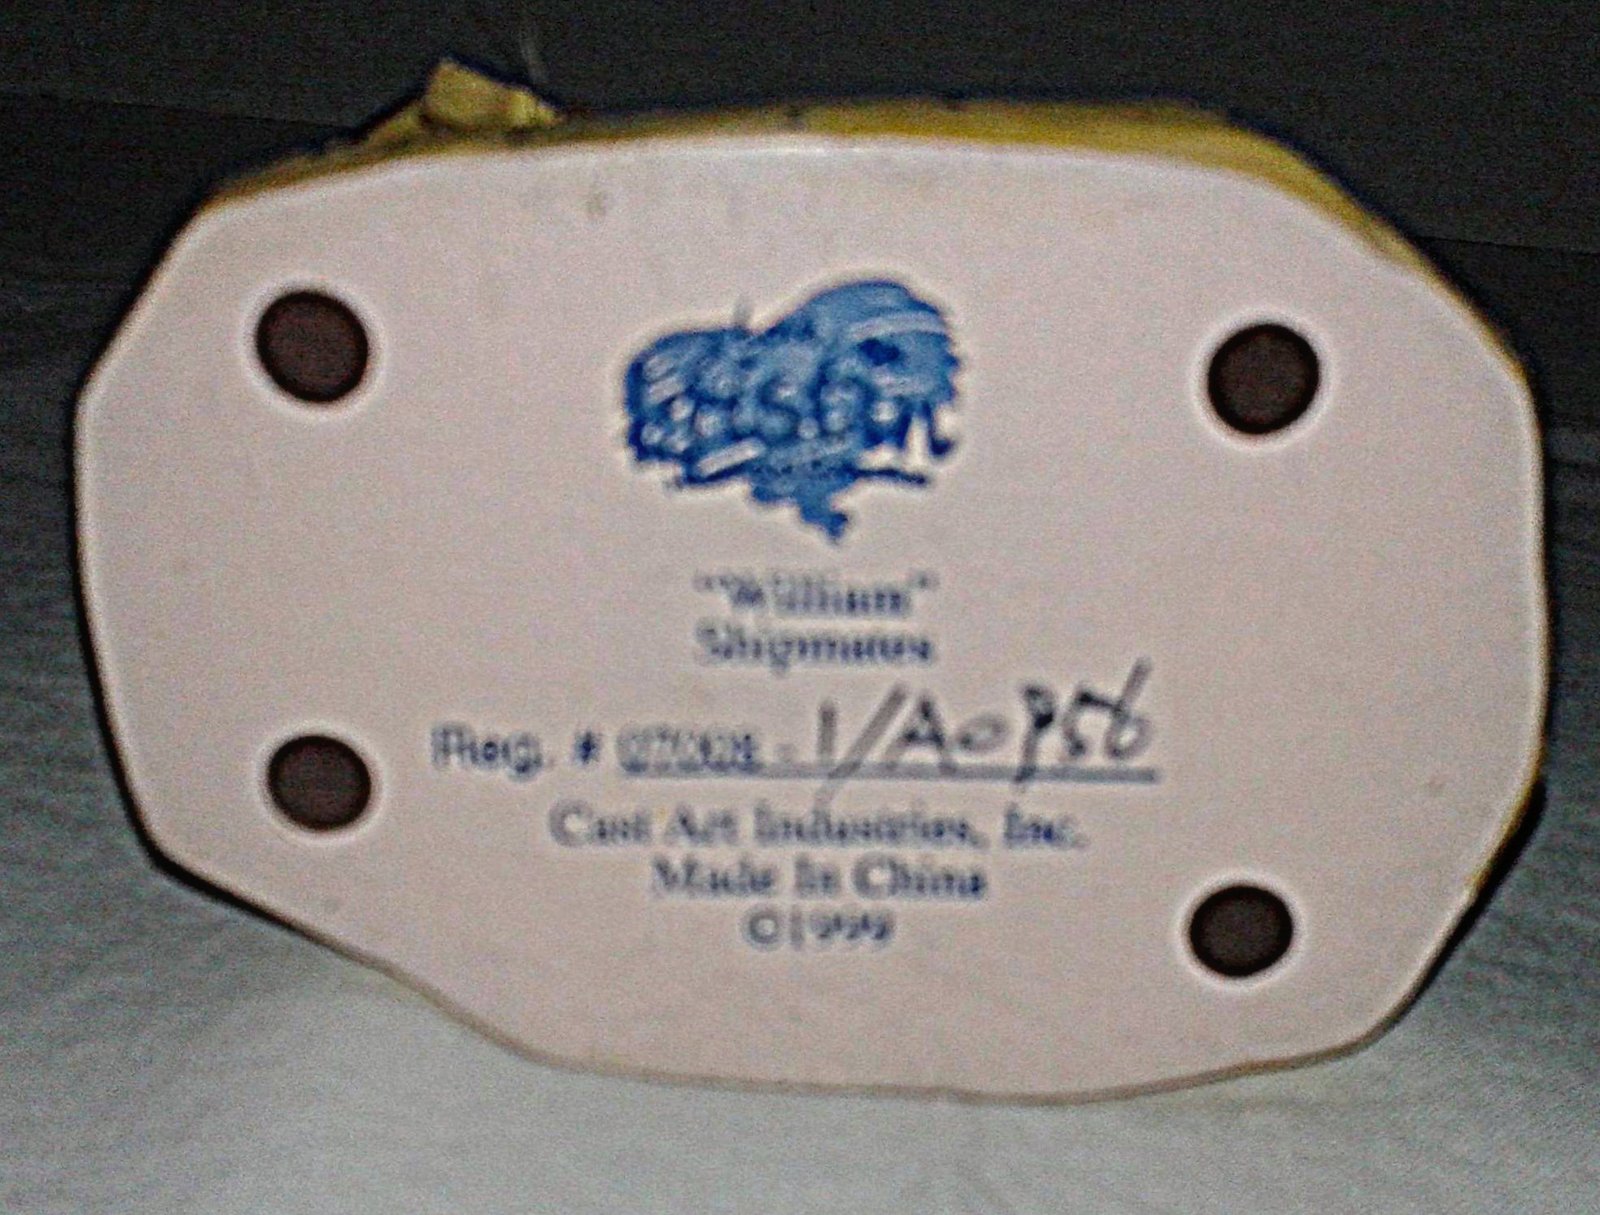 "William"
Shipmates
Reg. # 07008 - 1/A0956
Cast Art Industries, Inc.
Made In China
©1999